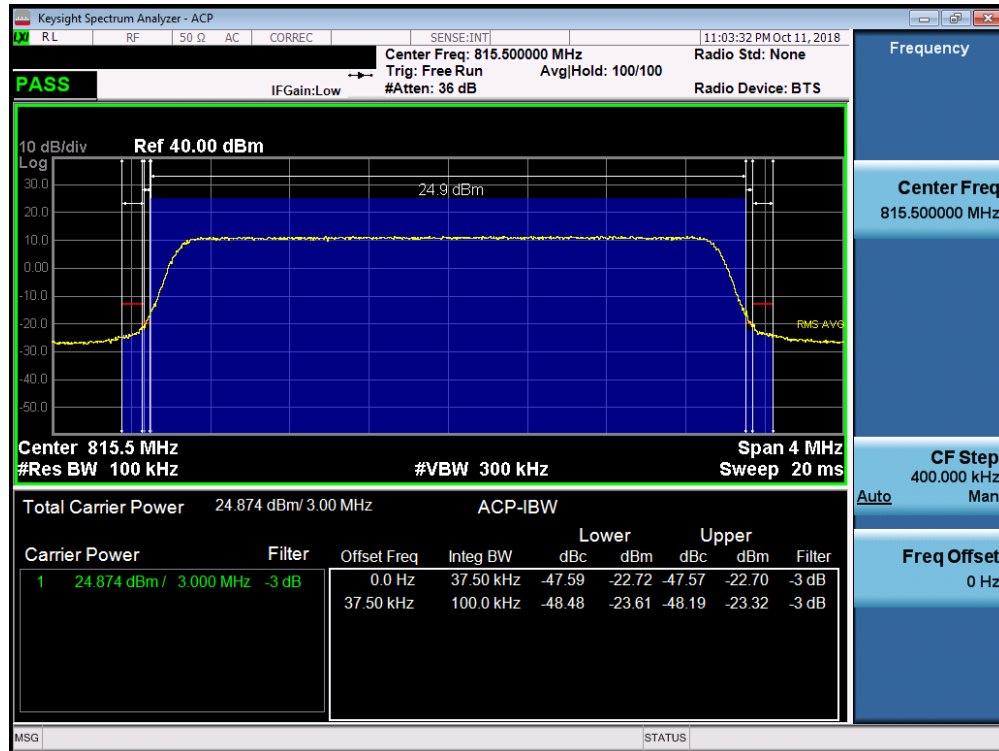 Keysight Spectrum Analyzer - ACP
LXI RL RF 50 Ω AC CORREC SENSE:INT 11:03:32 PM Oct 11, 2018
Center Freq: 815.500000 MHz Radio Std: None
Trig: Free Run Avg|Hold: 100/100
PASS IFGain:Low #Atten: 36 dB Radio Device: BTS
10 dB/div Ref 40.00 dBm
Log
30.0
24.9 dBm
20.0
10.0
0.00
-10.0
-20.0
RMS AVG
-30.0
-40.0
-50.0
Center 815.5 MHz Span 4 MHz
#Res BW 100 kHz #VBW 300 kHz Sweep 20 ms
Total Carrier Power 24.874 dBm/ 3.00 MHz ACP-IBW
Lower Upper
Carrier Power Filter Offset Freq Integ BW dBc dBm dBc dBm Filter
1 24.874 dBm / 3.000 MHz -3 dB 0.0 Hz 37.50 kHz -47.59 -22.72 -47.57 -22.70 -3 dB
37.50 kHz 100.0 kHz -48.48 -23.61 -48.19 -23.32 -3 dB
Frequency
Center Freq
815.500000 MHz
CF Step
400.000 kHz
Auto Man
Freq Offset
0 Hz
MSG STATUS